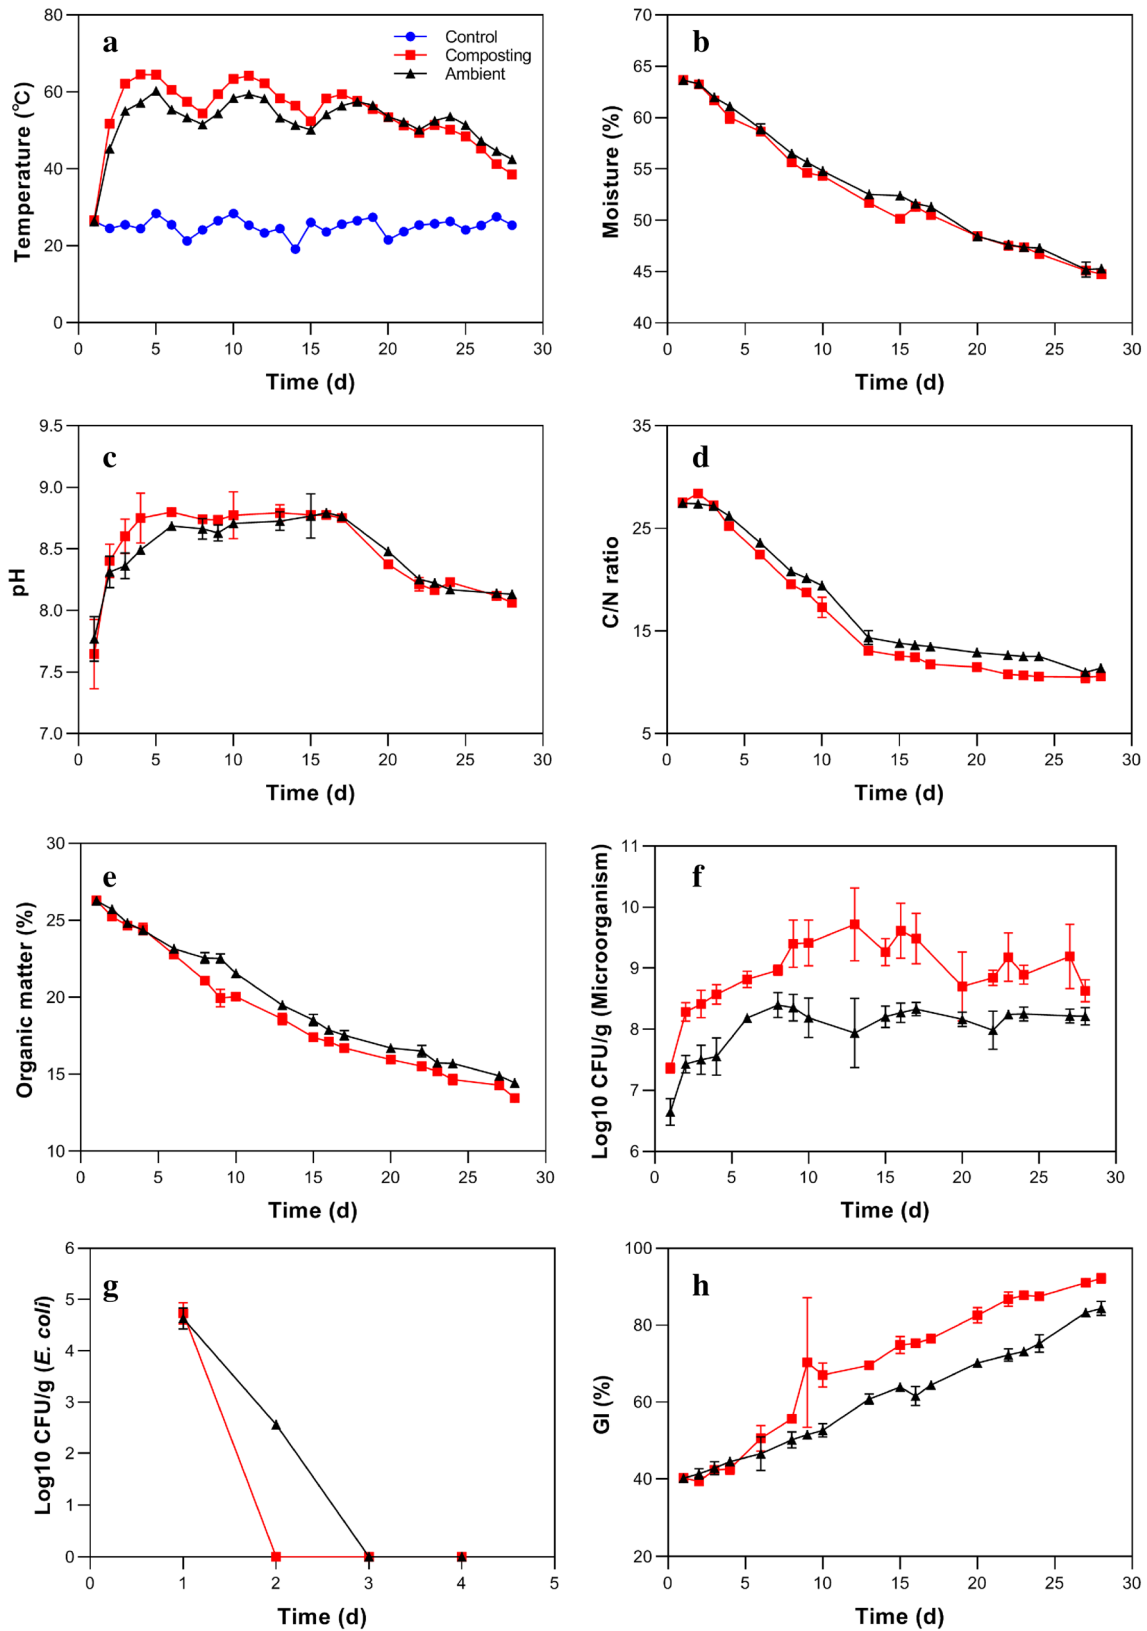 a
Control
Composting
Ambient
80
60
40
20
0
Temperature (℃)
0 5 10 15 20 25 30
Time (d)
b
70
65
60
55
50
45
40
Moisture (%)
0 5 10 15 20 25 30
Time (d)
c
9.5
9.0
8.5
8.0
7.5
7.0
pH
0 5 10 15 20 25 30
Time (d)
d
35
25
15
5
C/N ratio
0 5 10 15 20 25 30
Time (d)
e
30
25
20
15
10
Organic matter (%)
0 5 10 15 20 25 30
Time (d)
f
11
10
9
8
7
6
Log10 CFU/g (Microorganism)
0 5 10 15 20 25 30
Time (d)
g
6
5
4
3
2
1
0
Log10 CFU/g (E. coli)
0 1 2 3 4 5
Time (d)
h
100
80
60
40
20
GI (%)
0 5 10 15 20 25 30
Time (d)